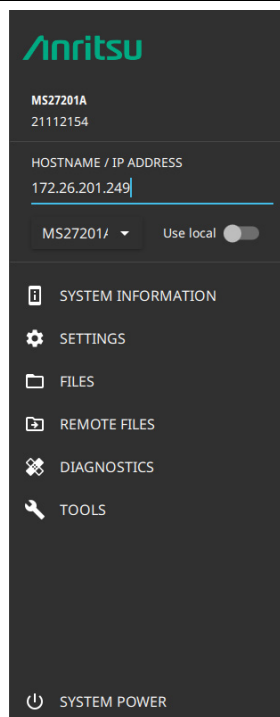 Anritsu
MS27201A
21112154
HOSTNAME / IP ADDRESS
172.26.201.249
MS27201A Use local
SYSTEM INFORMATION
SETTINGS
FILES
REMOTE FILES
DIAGNOSTICS
TOOLS
SYSTEM POWER